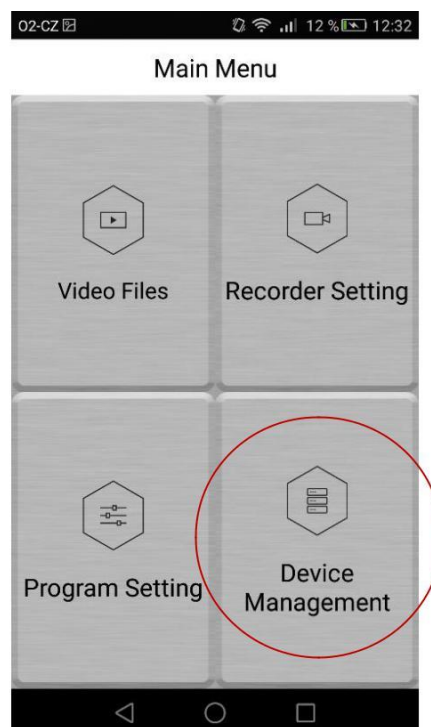 O2-CZ 12 % 12:32
Main Menu
Video Files
Recorder Setting
Program Setting
Device
Management